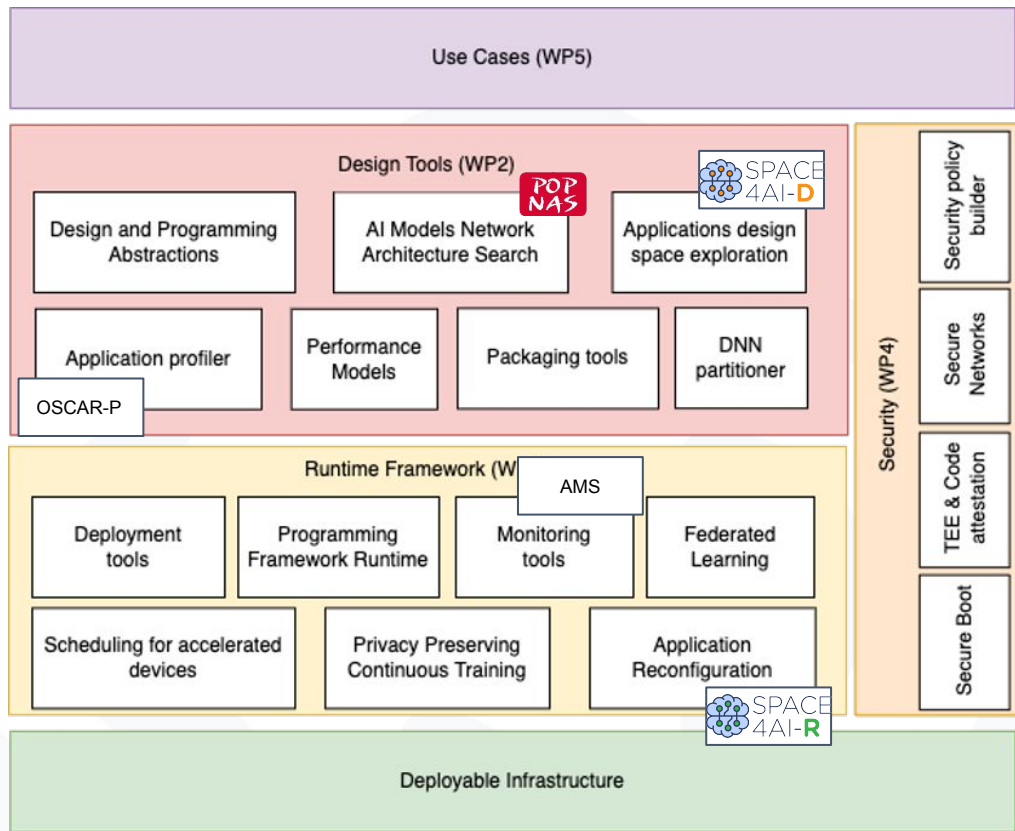 Use Cases (WP5)
Design Tools (WP2)
POP
NAS
SPACE
4AI-D
Design and Programming
Abstractions
AI Models Network
Architecture Search
Applications design
space exploration
Application profiler
Performance
Models
Packaging tools
DNN
partitioner
OSCAR-P
Runtime Framework (W
AMS
Deployment
tools
Programming
Framework Runtime
Monitoring
tools
Federated
Learning
Scheduling for accelerated
devices
Privacy Preserving
Continuous Training
Application
Reconfiguration
SPACE
4AI-R
Security (WP4)
Security policy
builder
Secure
Networks
TEE & Code
attestation
Secure Boot
Deployable Infrastructure